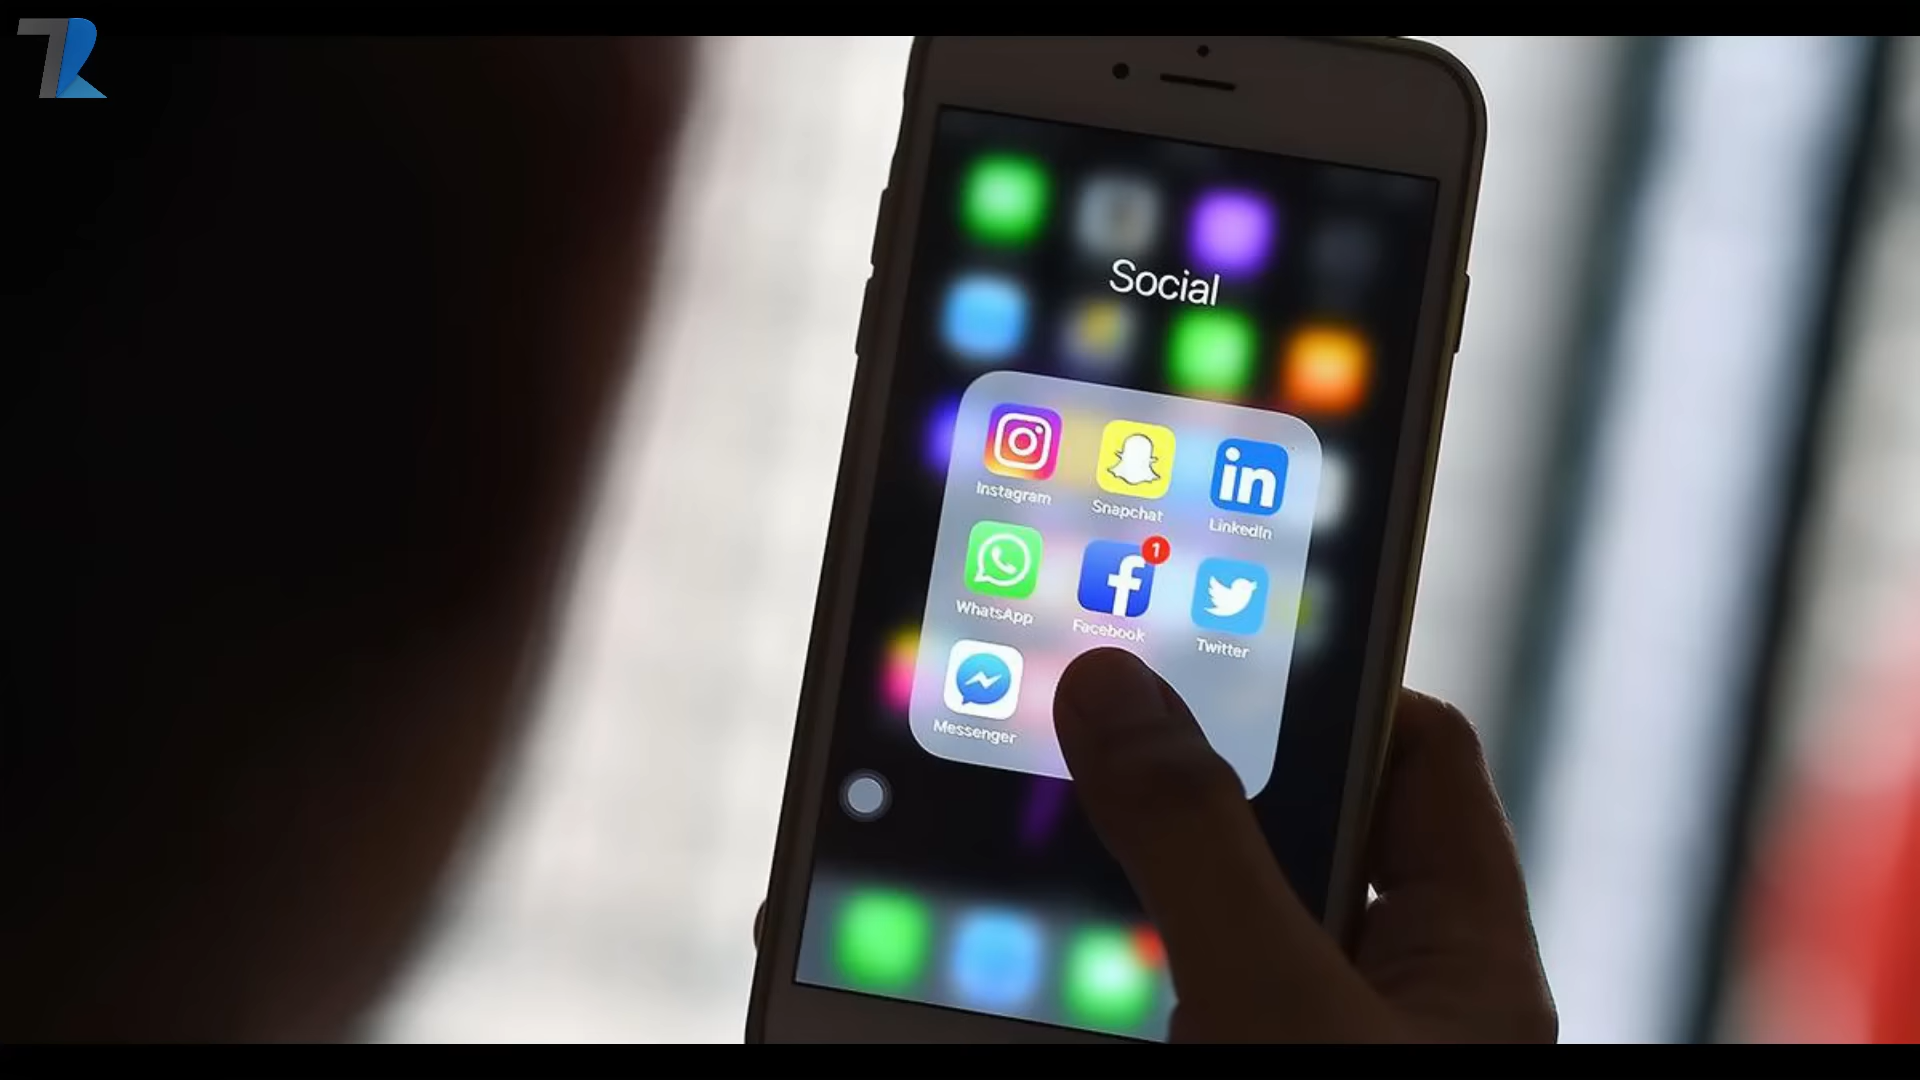 Social
Instagram
Snapchat
LinkedIn
WhatsApp
1
Facebook
Twitter
Messenger